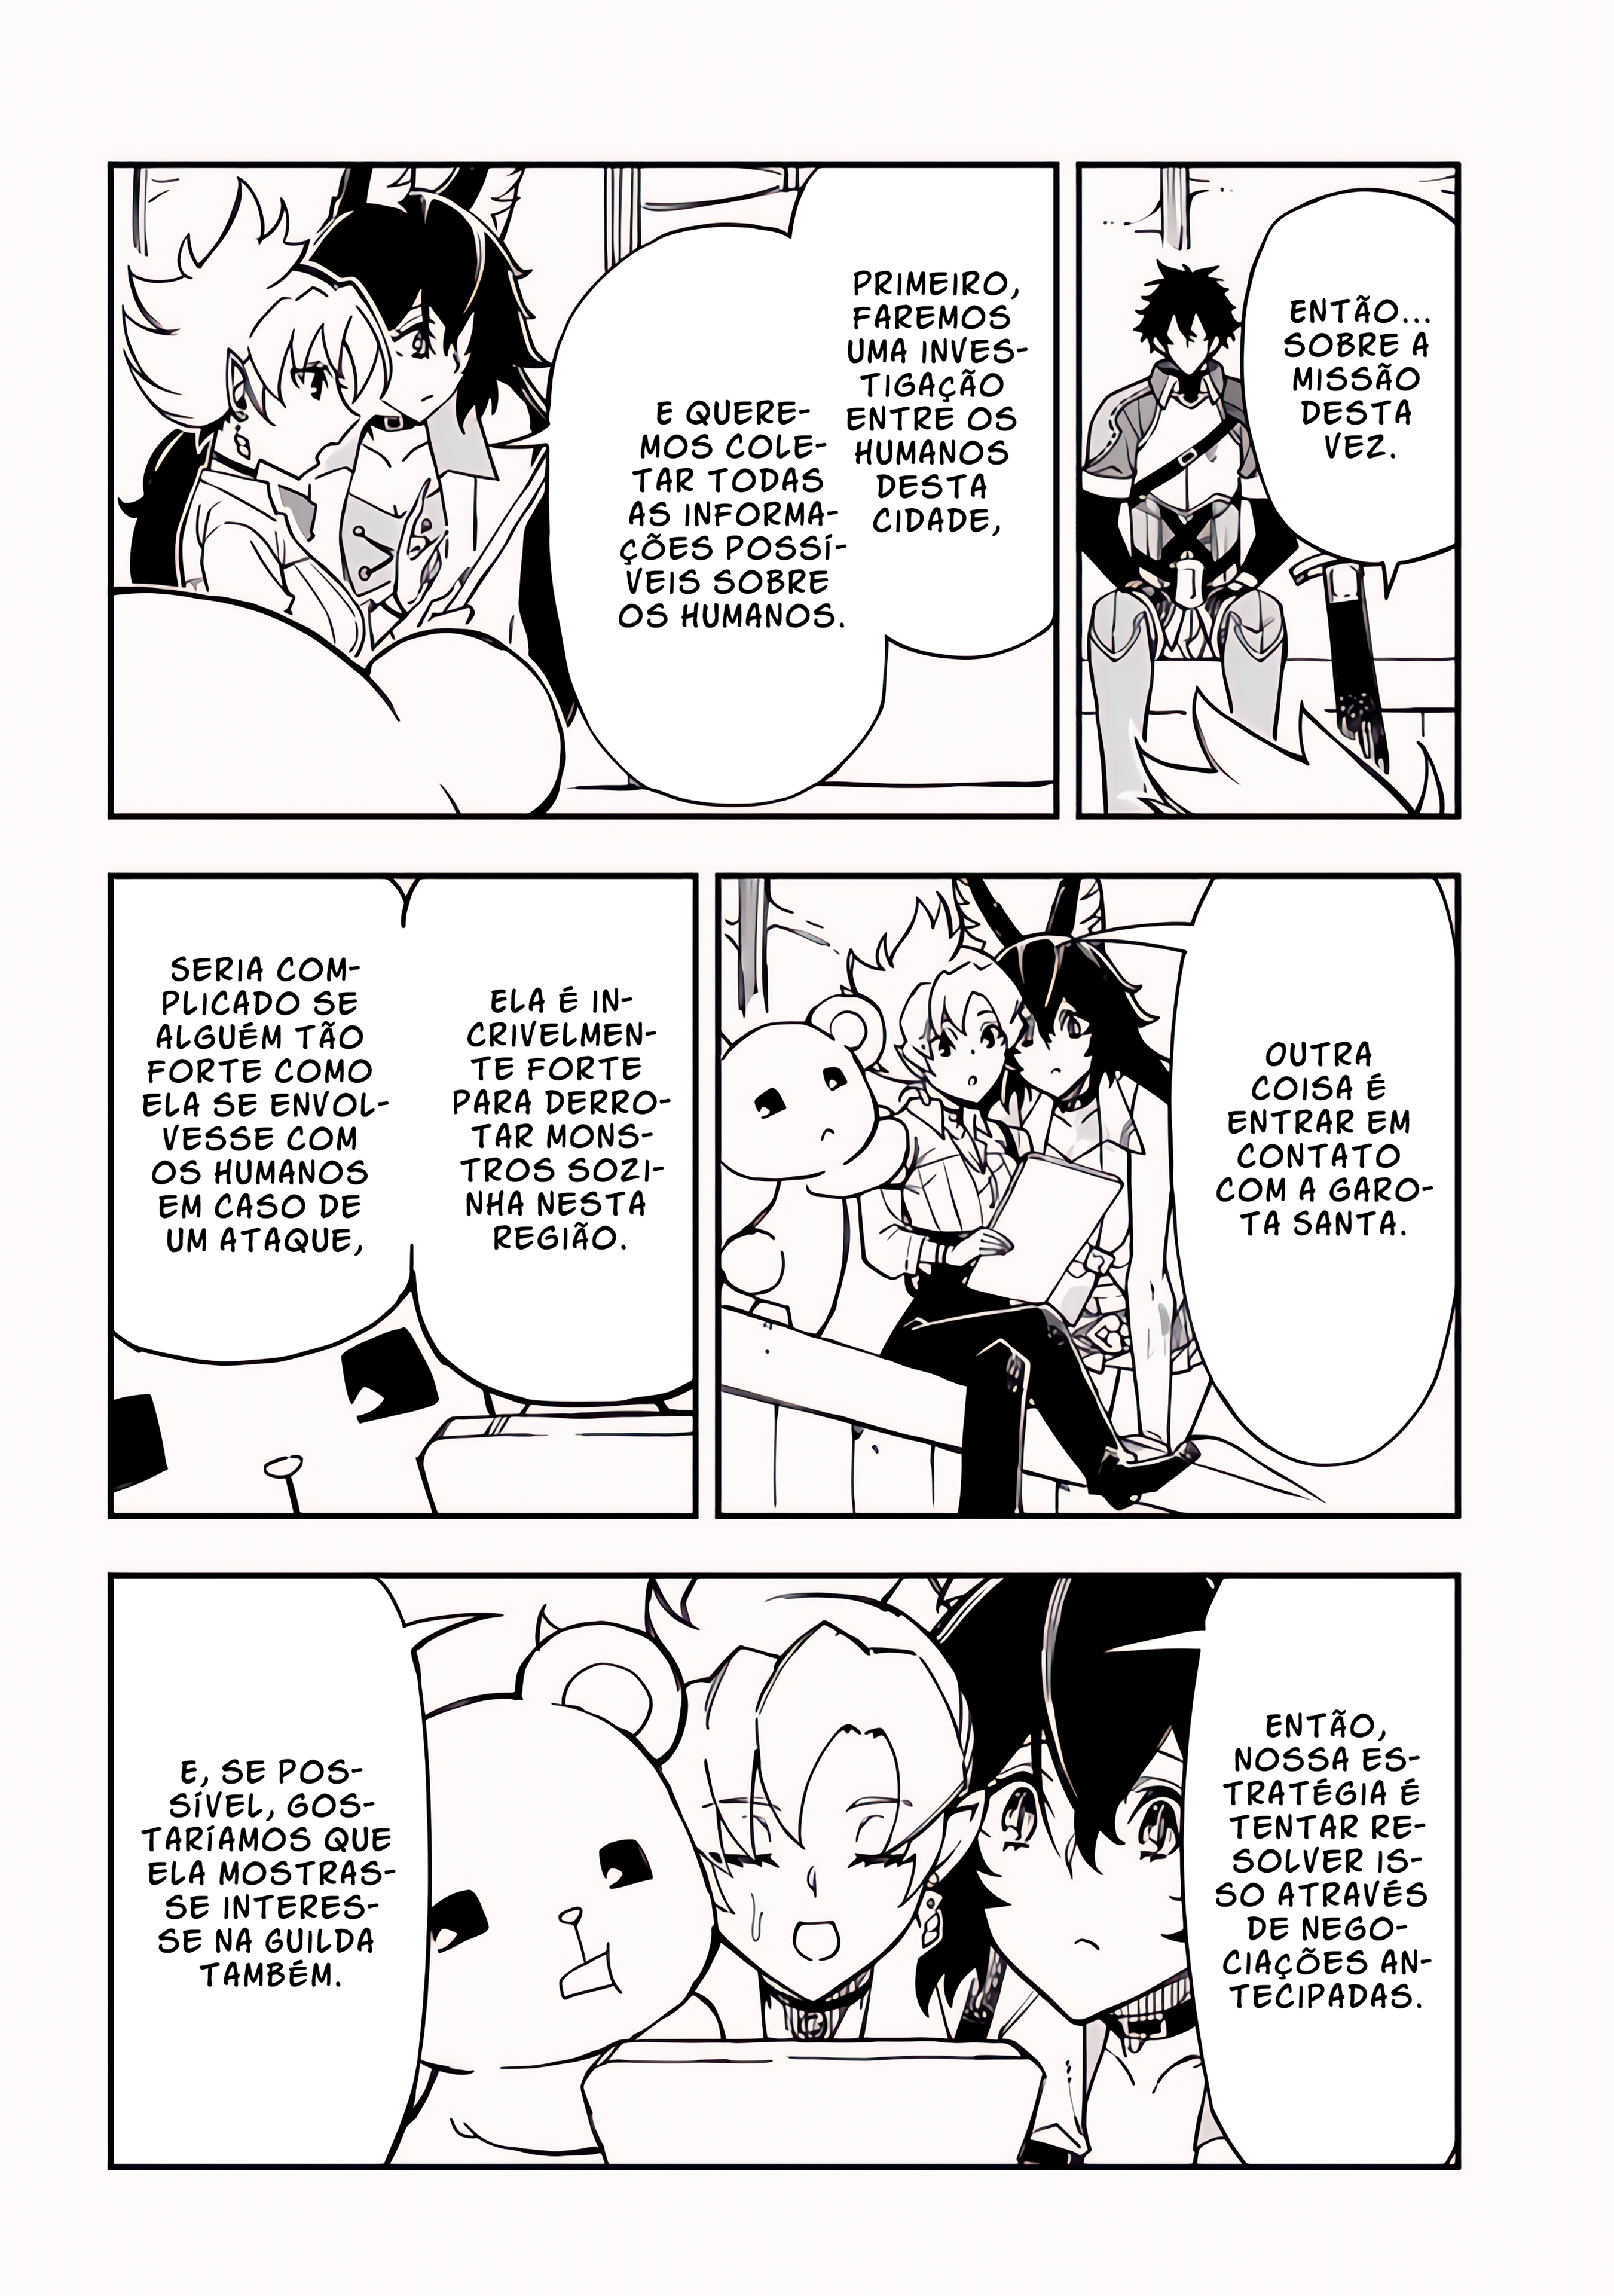 ENTÃO...
SOBRE A
MISSÃO
DESTA
VEZ.
PRIMEIRO,
FAREMOS
UMA INVES-
TIGAÇÃO
ENTRE OS
HUMANOS
DESTA
CIDADE,
E QUERE-
MOS COLE-
TAR TODAS
AS INFORMA-
ÇÕES POSSÍ-
VEIS SOBRE
OS HUMANOS.
OUTRA
COISA É
ENTRAR EM
CONTATO
COM A GARO-
TA SANTA.
ELA É IN-
CRIVELMEN-
TE FORTE
PARA DERRO-
TAR MONS-
TROS SOZI-
NHA NESTA
REGIÃO.
SERIA COM-
PLICADO SE
ALGUÉM TÃO
FORTE COMO
ELA SE ENVOL-
VESSE COM
OS HUMANOS
EM CASO DE
UM ATAQUE,
ENTÃO,
NOSSA ES-
TRATÉGIA É
TENTAR RE-
SOLVER IS-
SO ATRAVÉS
DE NEGO-
CIAÇÕES AN-
TECIPADAS.
E, SE POS-
SÍVEL, GOS-
TARÍAMOS QUE
ELA MOSTRAS-
SE INTERES-
SE NA GUILDA
TAMBÉM.